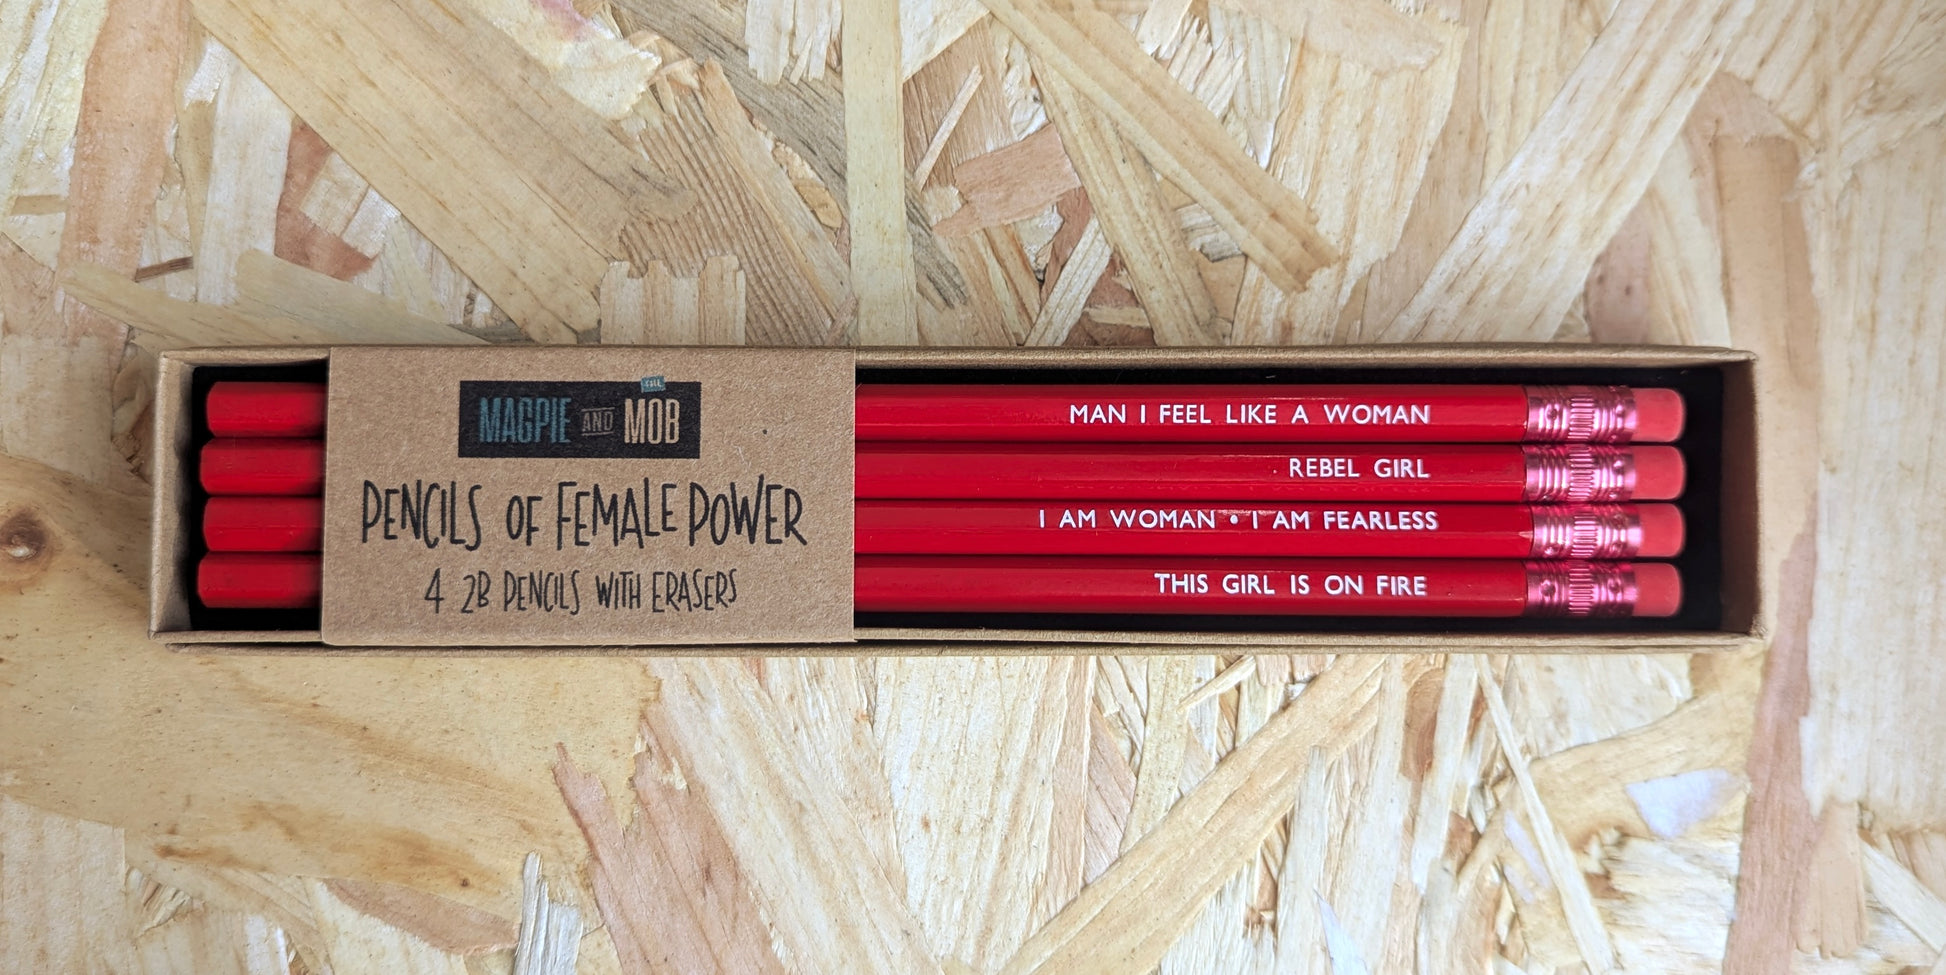 MAGPIE AND MOB
PENCILS OF FEMALE POWER
4 2B PENCILS WITH ERASERS
MAN I FEEL LIKE A WOMAN
REBEL GIRL
I AM WOMAN • I AM FEARLESS
THIS GIRL IS ON FIRE